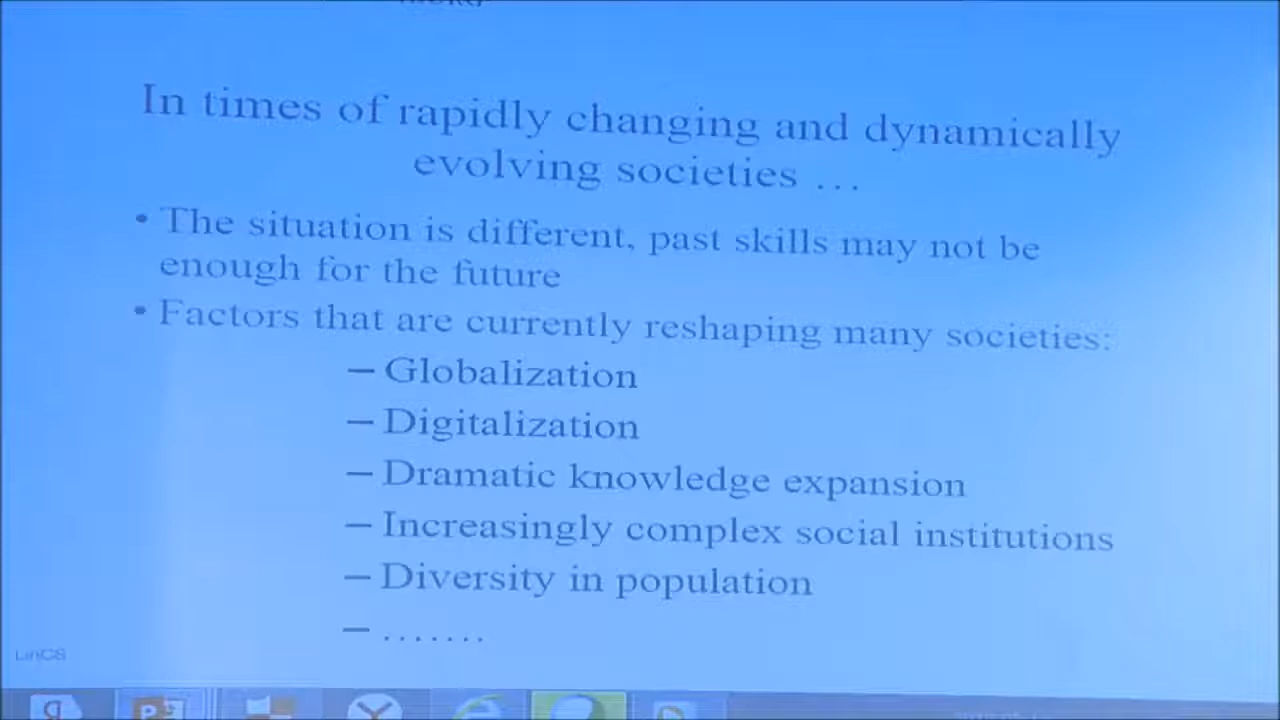 In times of rapidly changing and dynamically
evolving societies ...
• The situation is different, past skills may not be
enough for the future
• Factors that are currently reshaping many societies:
– Globalization
– Digitalization
– Dramatic knowledge expansion
– Increasingly complex social institutions
– Diversity in population
– .......
LinCS